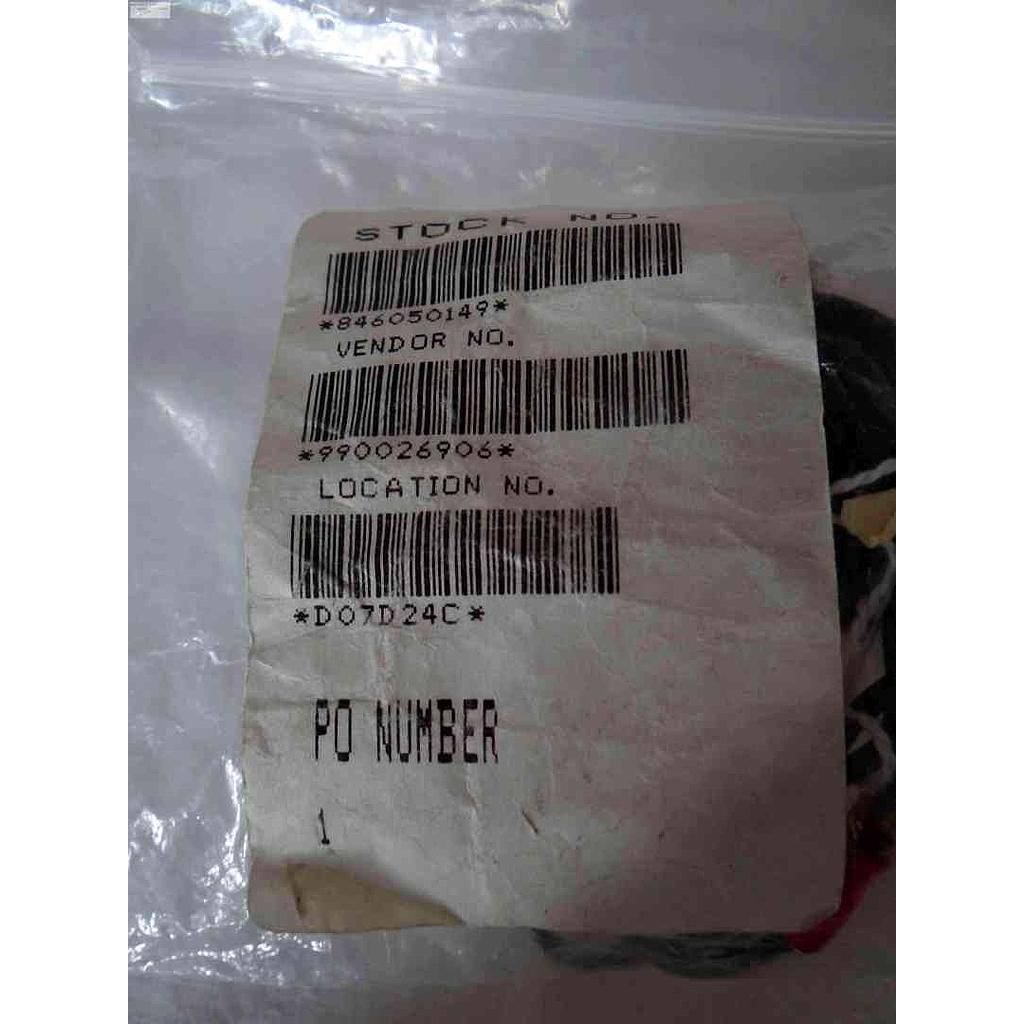 STOCK NO.
*846050149*
VENDOR NO.
*990026906*
LOCATION NO.
*D07D24C*
PO NUMBER
1